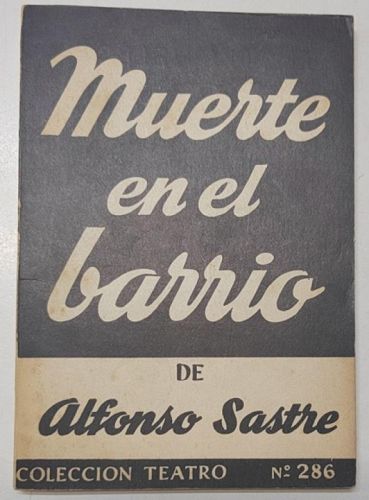 Muerte
en el
barrio
DE
Alfonso Sastre
COLECCION TEATRO Nº 286